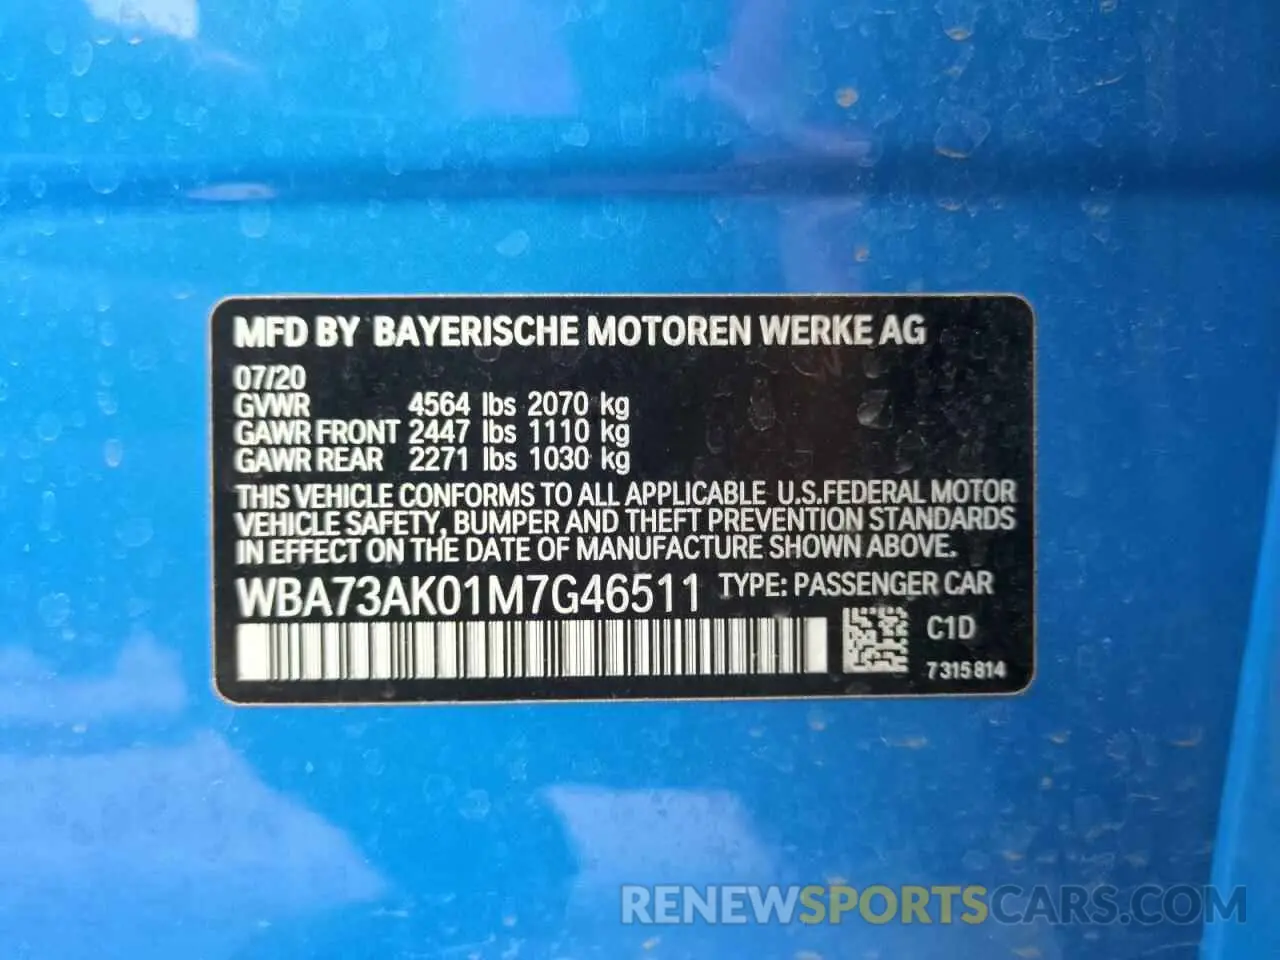 MFD BY BAYERISCHE MOTOREN WERKE AG
07/20
GVWR 4564 lbs 2070 kg
GAWR FRONT 2447 lbs 1110 kg
GAWR REAR 2271 lbs 1030 kg
THIS VEHICLE CONFORMS TO ALL APPLICABLE U.S.FEDERAL MOTOR
VEHICLE SAFETY, BUMPER AND THEFT PREVENTION STANDARDS
IN EFFECT ON THE DATE OF MANUFACTURE SHOWN ABOVE.
WBA73AK01M7G46511 TYPE: PASSENGER CAR
C1D
7315814
RENEWSPORTSCARS.COM